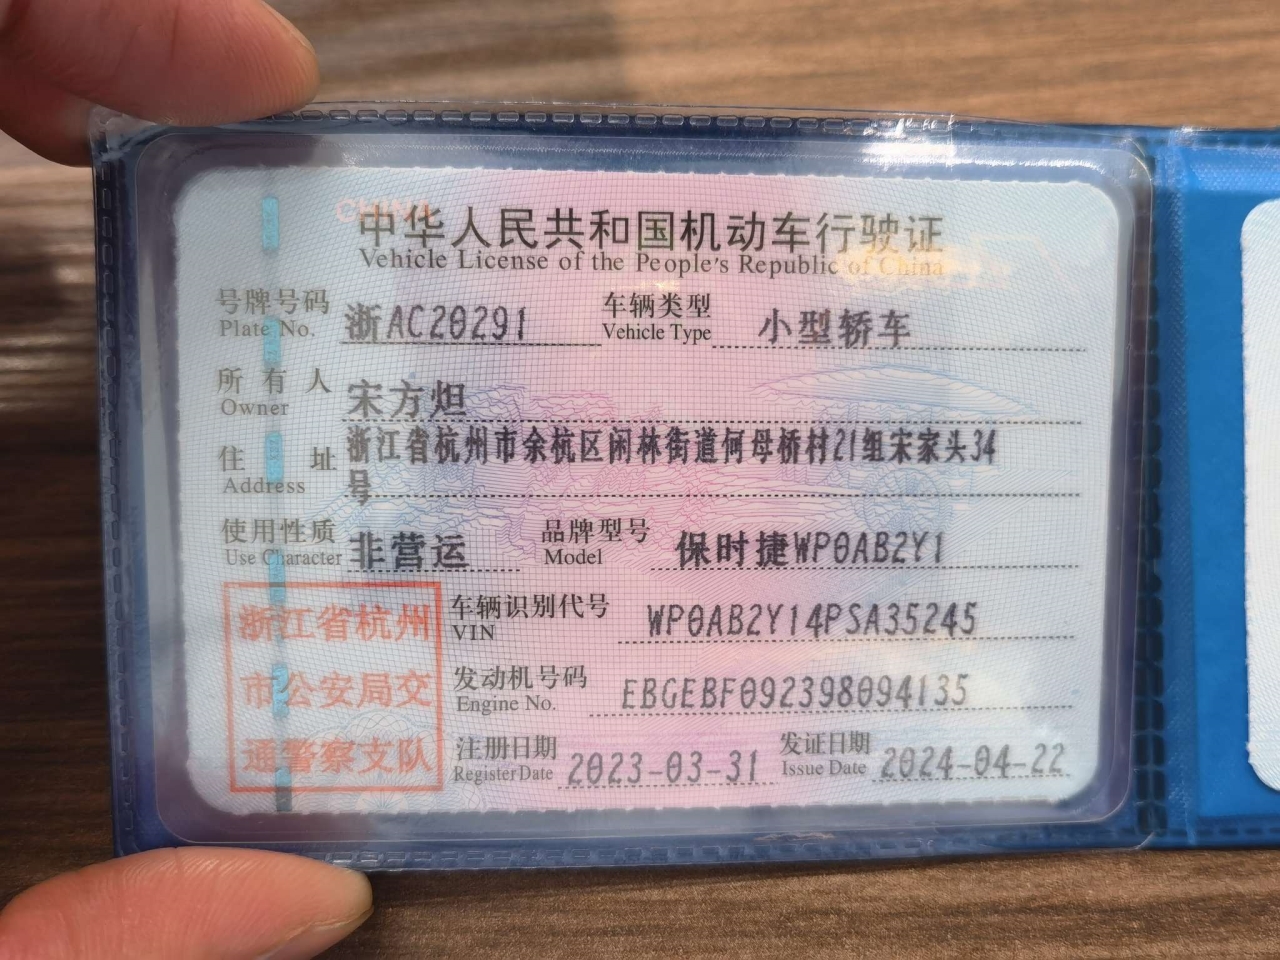 CHINA
中华人民共和国机动车行驶证
Vehicle License of the People's Republic of China
号牌号码 浙AC20291 车辆类型 小型轿车
Plate No. Vehicle Type
所有人 宋方炟
Owner
住址 浙江省杭州市余杭区闲林街道何母桥村21组宋家头34
Address 号
使用性质 非营运 品牌型号 保时捷WP0AB2Y1
Use Character Model
浙江省杭州 车辆识别代号 WP0AB2Y14PSA35245
VIN
市公安局交 发动机号码 EBGEBF092398094135
Engine No.
通警察支队 注册日期 2023-03-31 发证日期 2024-04-22
Register Date Issue Date